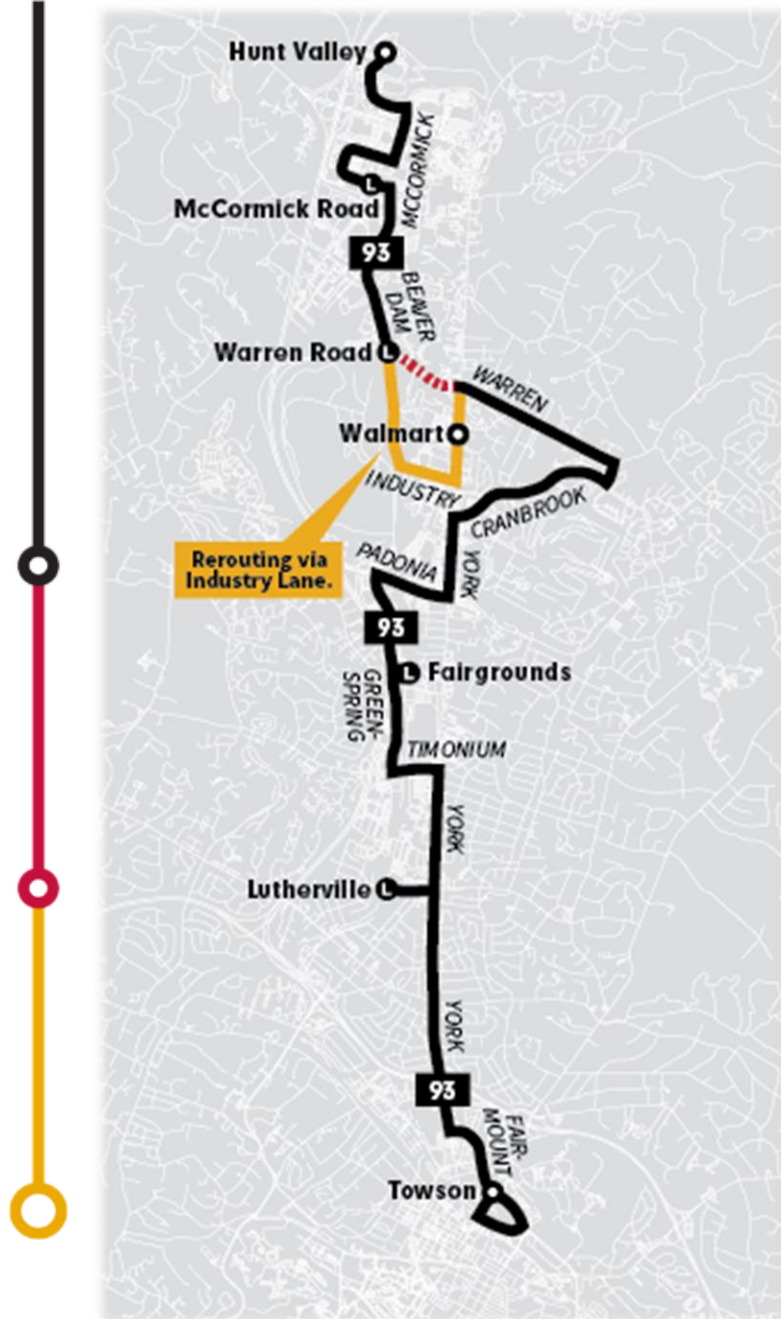 Hunt Valley
MCCORMICK
L
McCormick Road
93
BEAVER
DAM
Warren Road
L
WARREN
Walmart
INDUSTRY
CRANBROOK
Rerouting via
Industry Lane.
PADONIA
YORK
93
L
Fairgrounds
GREEN-
SPRING
TIMONIUM
YORK
Lutherville
L
YORK
93
FAIR-
MOUNT
Towson